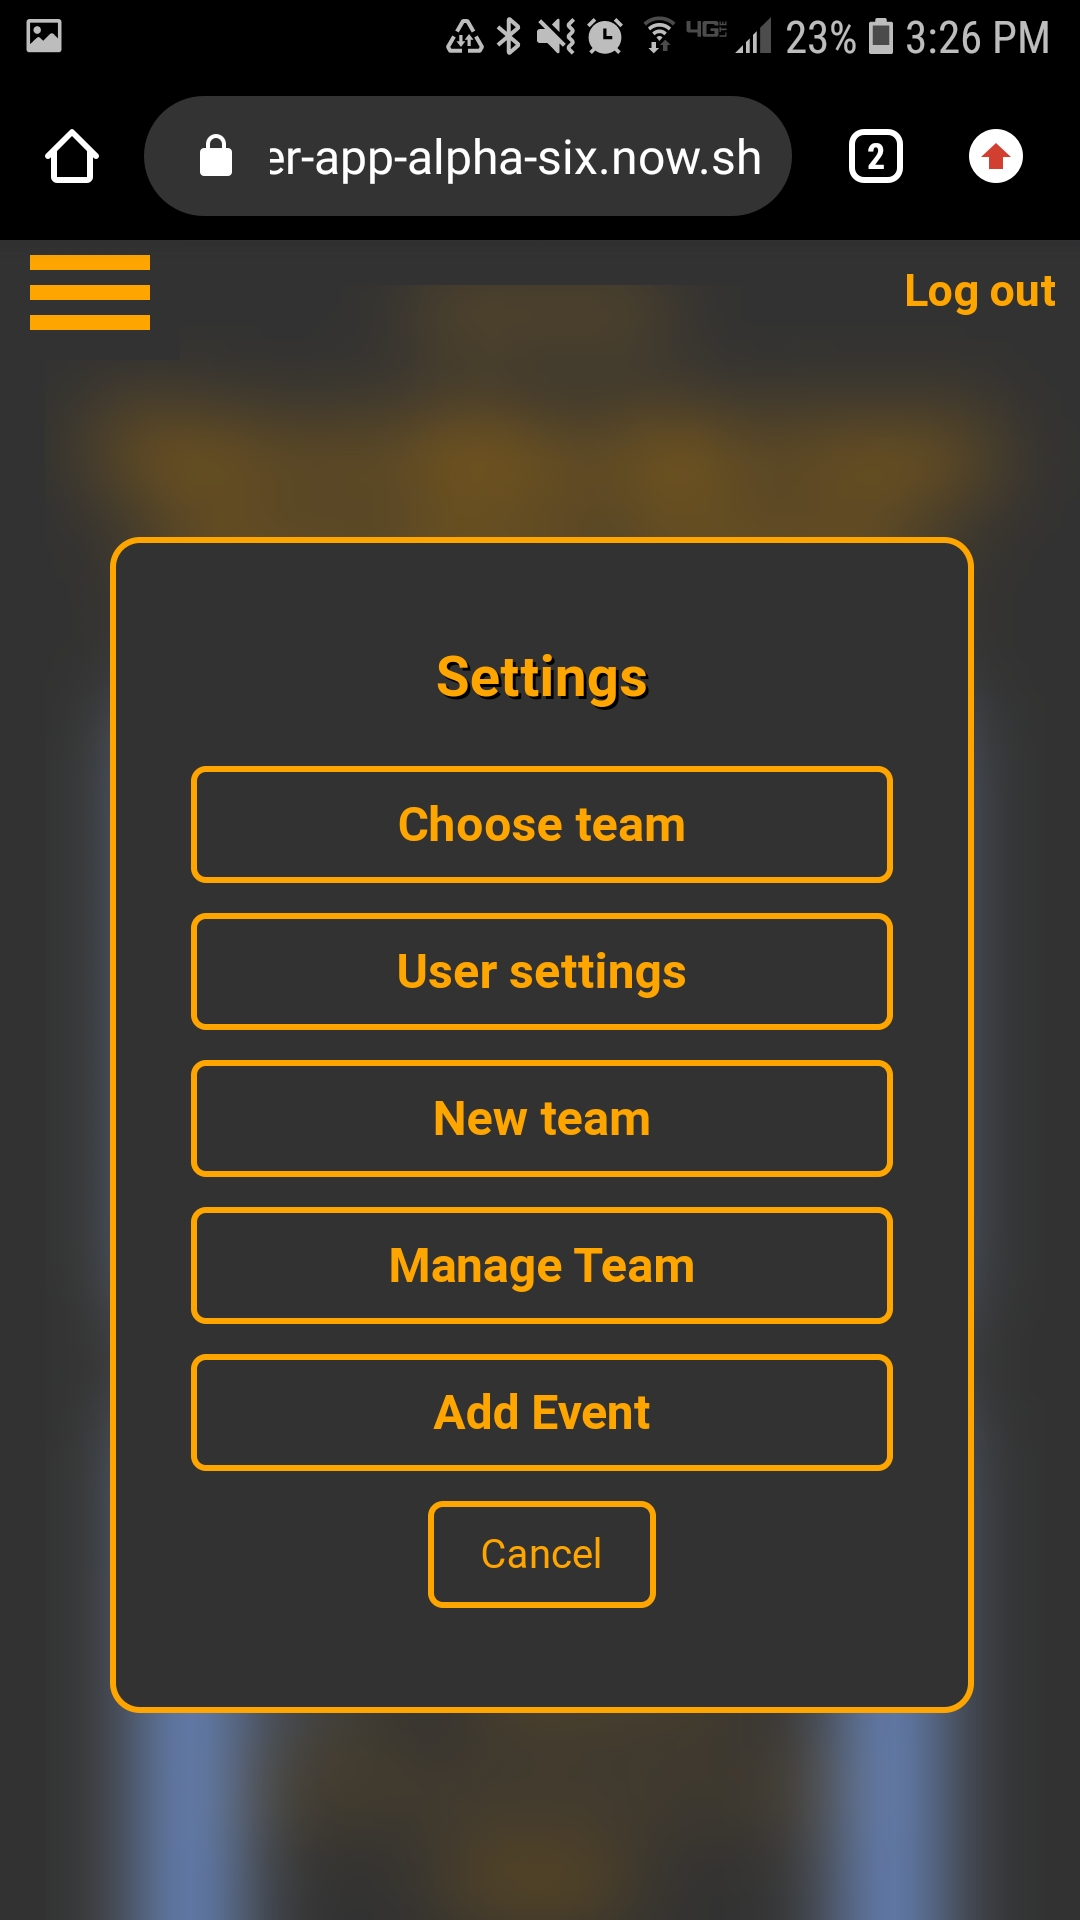 4G LTE 23% 3:26 PM
er-app-alpha-six.now.sh 2
Log out
Settings
Choose team
User settings
New team
Manage Team
Add Event
Cancel